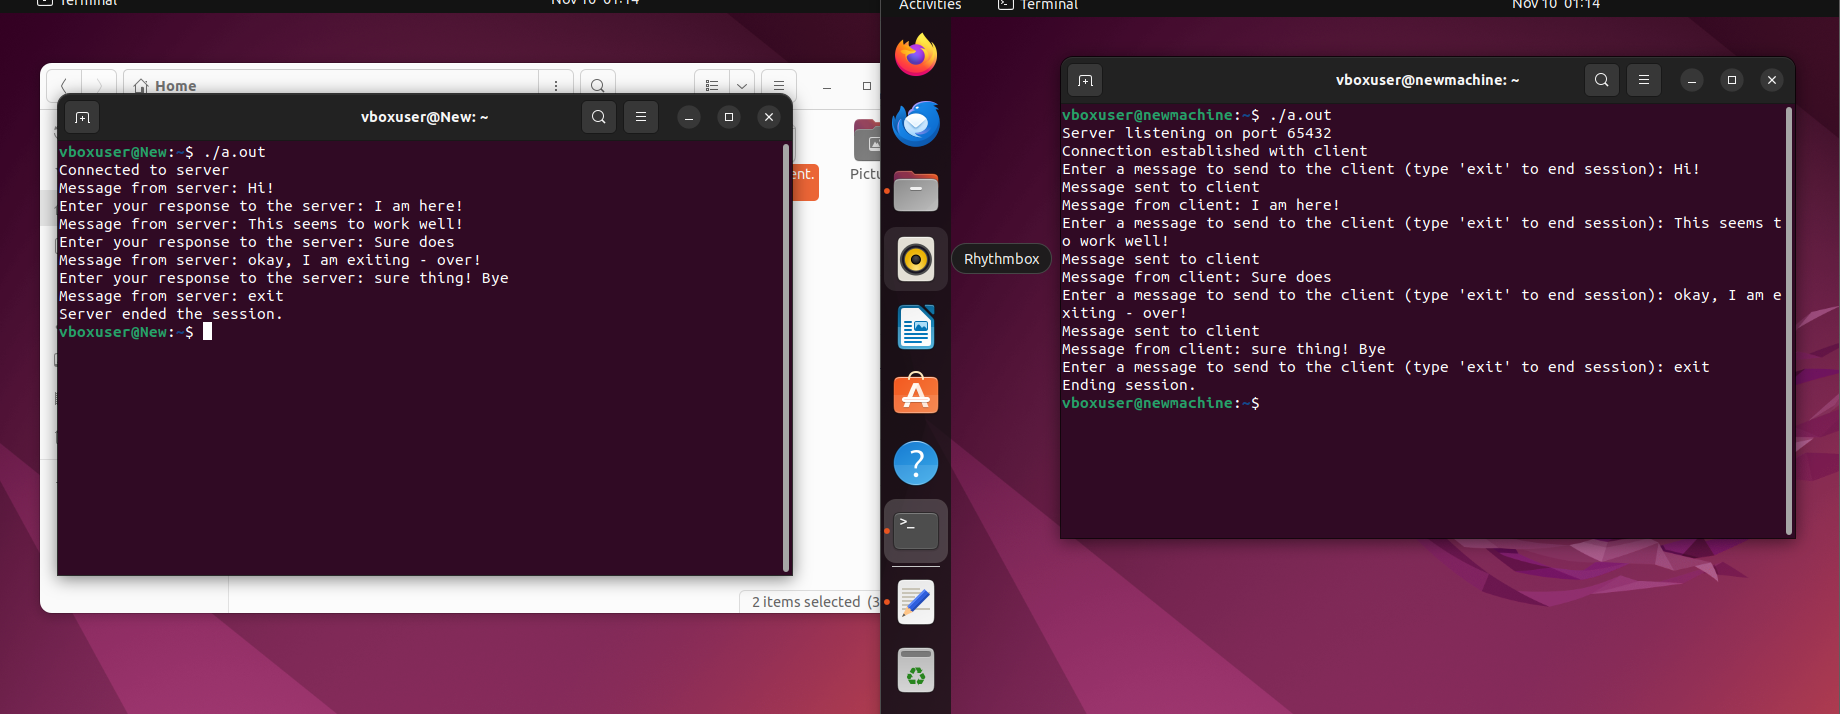 Terminal
Nov 10 01:14
Home
vboxuser@New: ~
vboxuser@New:~$ ./a.out
Connected to server
Message from server: Hi!
Enter your response to the server: I am here!
Message from server: This seems to work well!
Enter your response to the server: Sure does
Message from server: okay, I am exiting - over!
Enter your response to the server: sure thing! Bye
Message from server: exit
Server ended the session.
vboxuser@New:~$
ent.
Pictu
2 items selected (3
Activities
Terminal
Nov 10 01:14
Rhythmbox
vboxuser@newmachine: ~
vboxuser@newmachine:~$ ./a.out
Server listening on port 65432
Connection established with client
Enter a message to send to the client (type 'exit' to end session): Hi!
Message sent to client
Message from client: I am here!
Enter a message to send to the client (type 'exit' to end session): This seems t
o work well!
Message sent to client
Message from client: Sure does
Enter a message to send to the client (type 'exit' to end session): okay, I am e
xiting - over!
Message sent to client
Message from client: sure thing! Bye
Enter a message to send to the client (type 'exit' to end session): exit
Ending session.
vboxuser@newmachine:~$